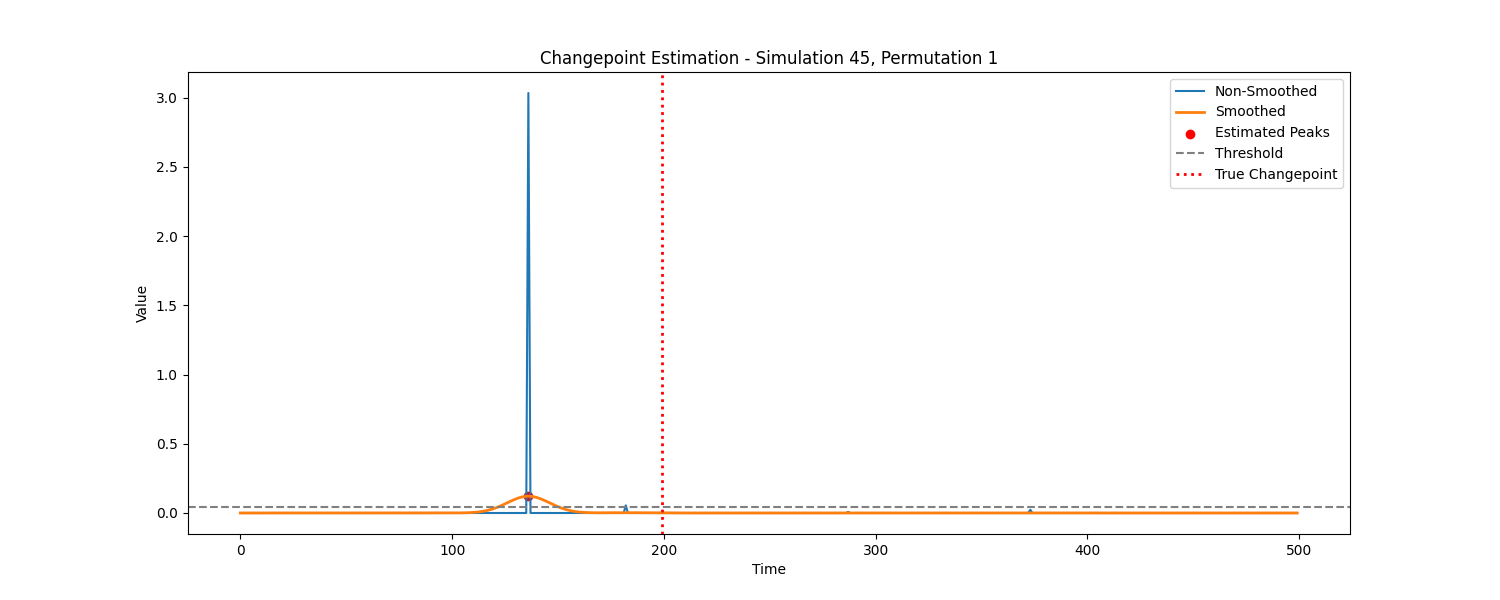 Changepoint Estimation - Simulation 45, Permutation 1
Non-Smoothed
Smoothed
Estimated Peaks
Threshold
True Changepoint
Value
3.0
2.5
2.0
1.5
1.0
0.5
0.0
0 100 200 300 400 500
Time